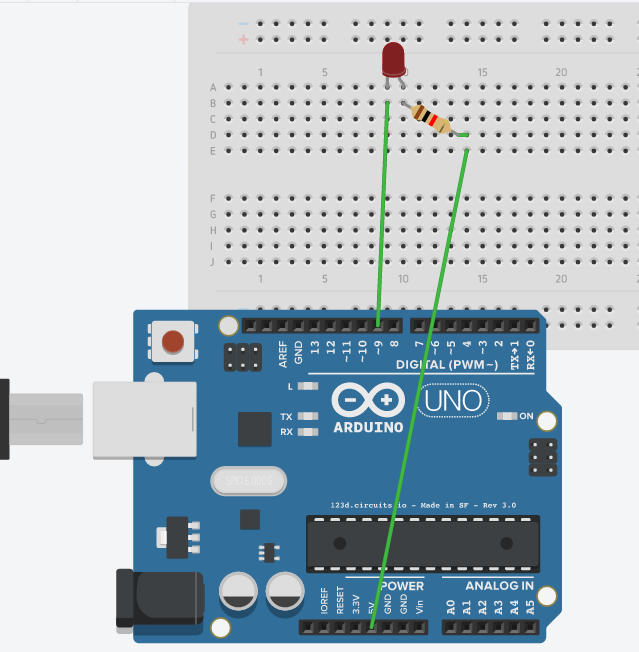 − 
+
1 5 10 15 20
A
B
C
D
E
F
G
H
I
J
1 5 10 15 20
AREF GND 13 12 ~11 ~10 ~9 8 7 ~6 ~5 4 ~3 2 TX→1 RX←0
DIGITAL (PWM~)
L
TX
RX
ARDUINO
UNO
ON
SPK16.000G
123d.circuits.io – Made in SF – Rev 3.0
POWER ANALOG IN
IOREF RESET 3.3V 5V GND GND Vin A0 A1 A2 A3 A4 A5